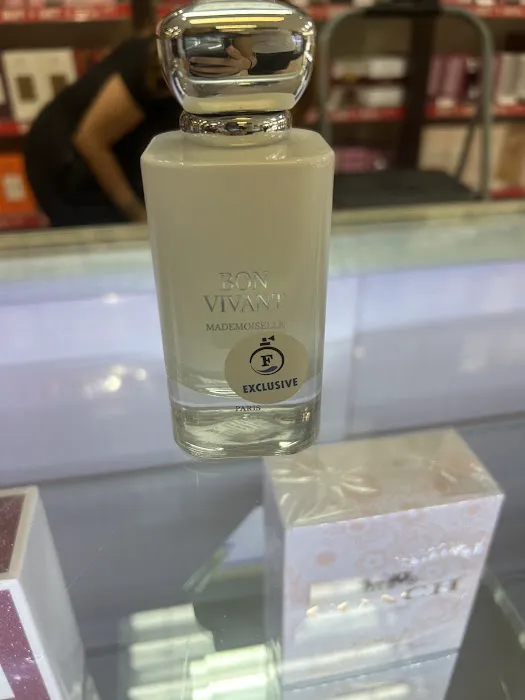 BON
VIVANT
MADEMOISELLE
F
EXCLUSIVE
PARIS